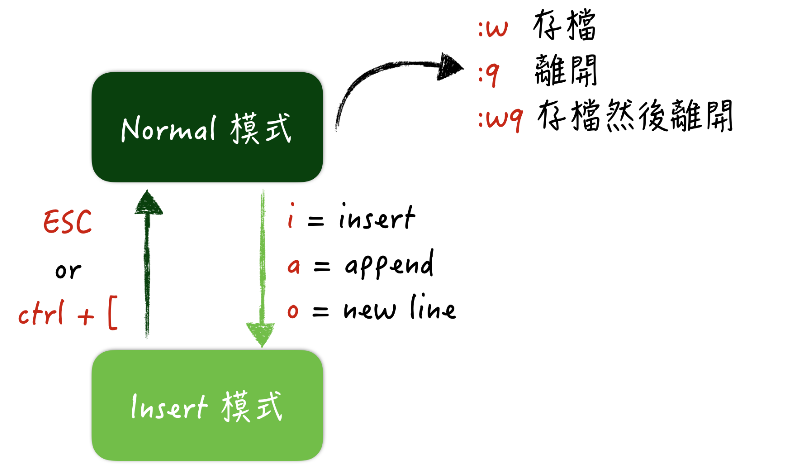 :w 存檔
:q 離開
:wq 存檔然後離開
Normal 模式
ESC
or
ctrl + [
i = insert
a = append
o = new line
Insert 模式